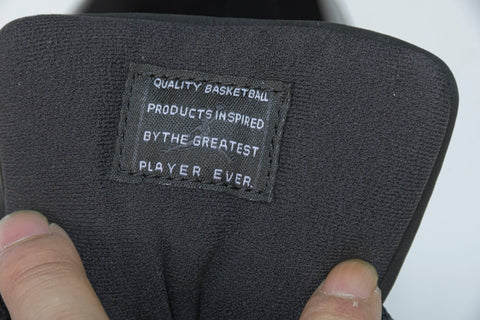 QUALITY BASKETBALL
PRODUCTS INSPIRED
BY THE GREATEST
PLAYER EVER.